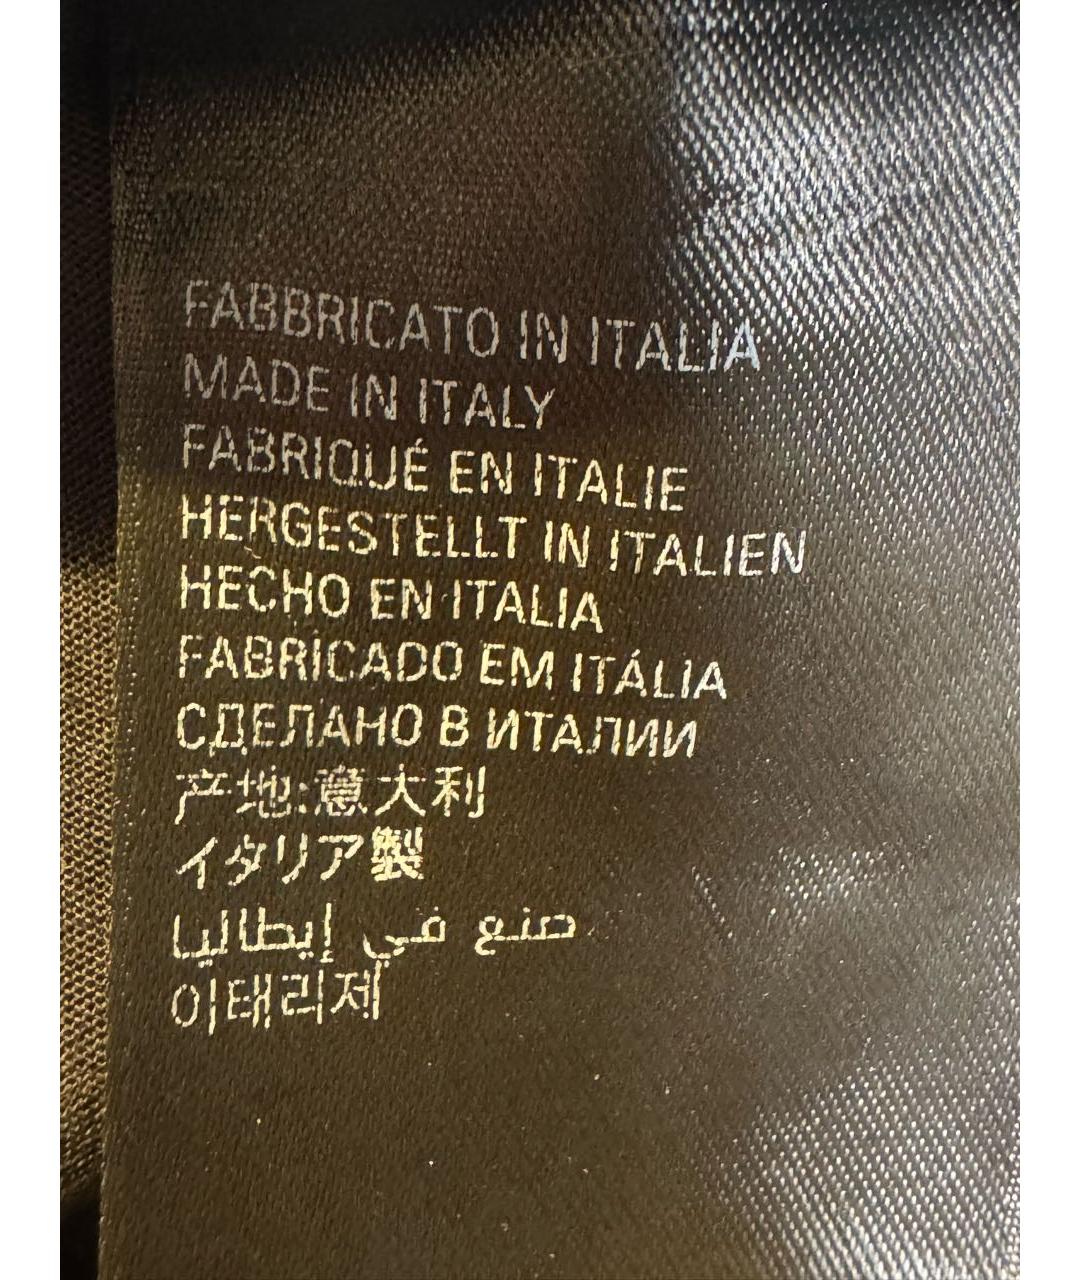 FABBRICATO IN ITALIA
MADE IN ITALY
FABRIQUÉ EN ITALIE
HERGESTELLT IN ITALIEN
HECHO EN ITALIA
FABRICADO EM ITÁLIA
СДЕЛАНО В ИТАЛИИ
产地:意大利
イタリア製
صنع في إيطاليا
이태리제